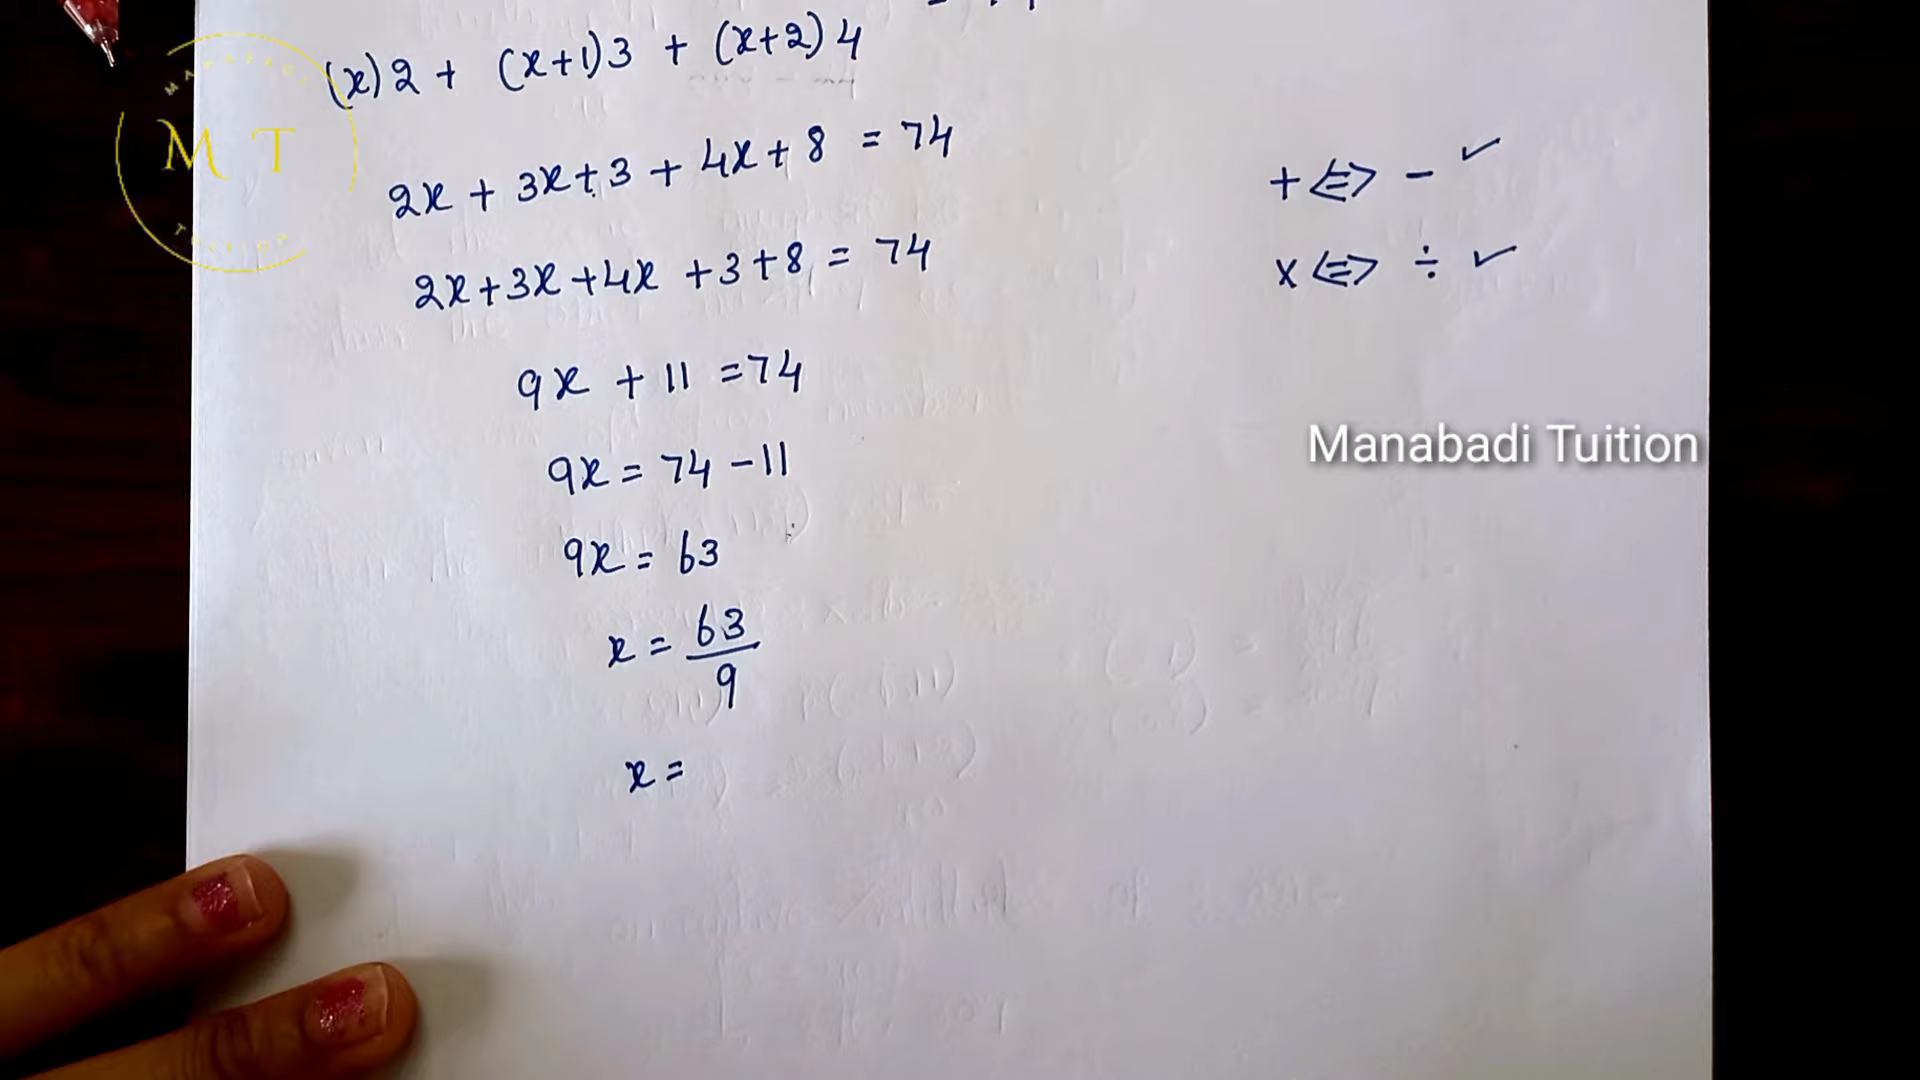 (x)2 + (x+1)3 + (x+2)4
2x + 3x+3 + 4x+8 = 74
2x+3x+4x +3+8 = 74
9x + 11 = 74
9x = 74 - 11
9x = 63
x = 63/9
x =
+ <=> - ✓
x <=> ÷ ✓
M T
Manabadi Tuition